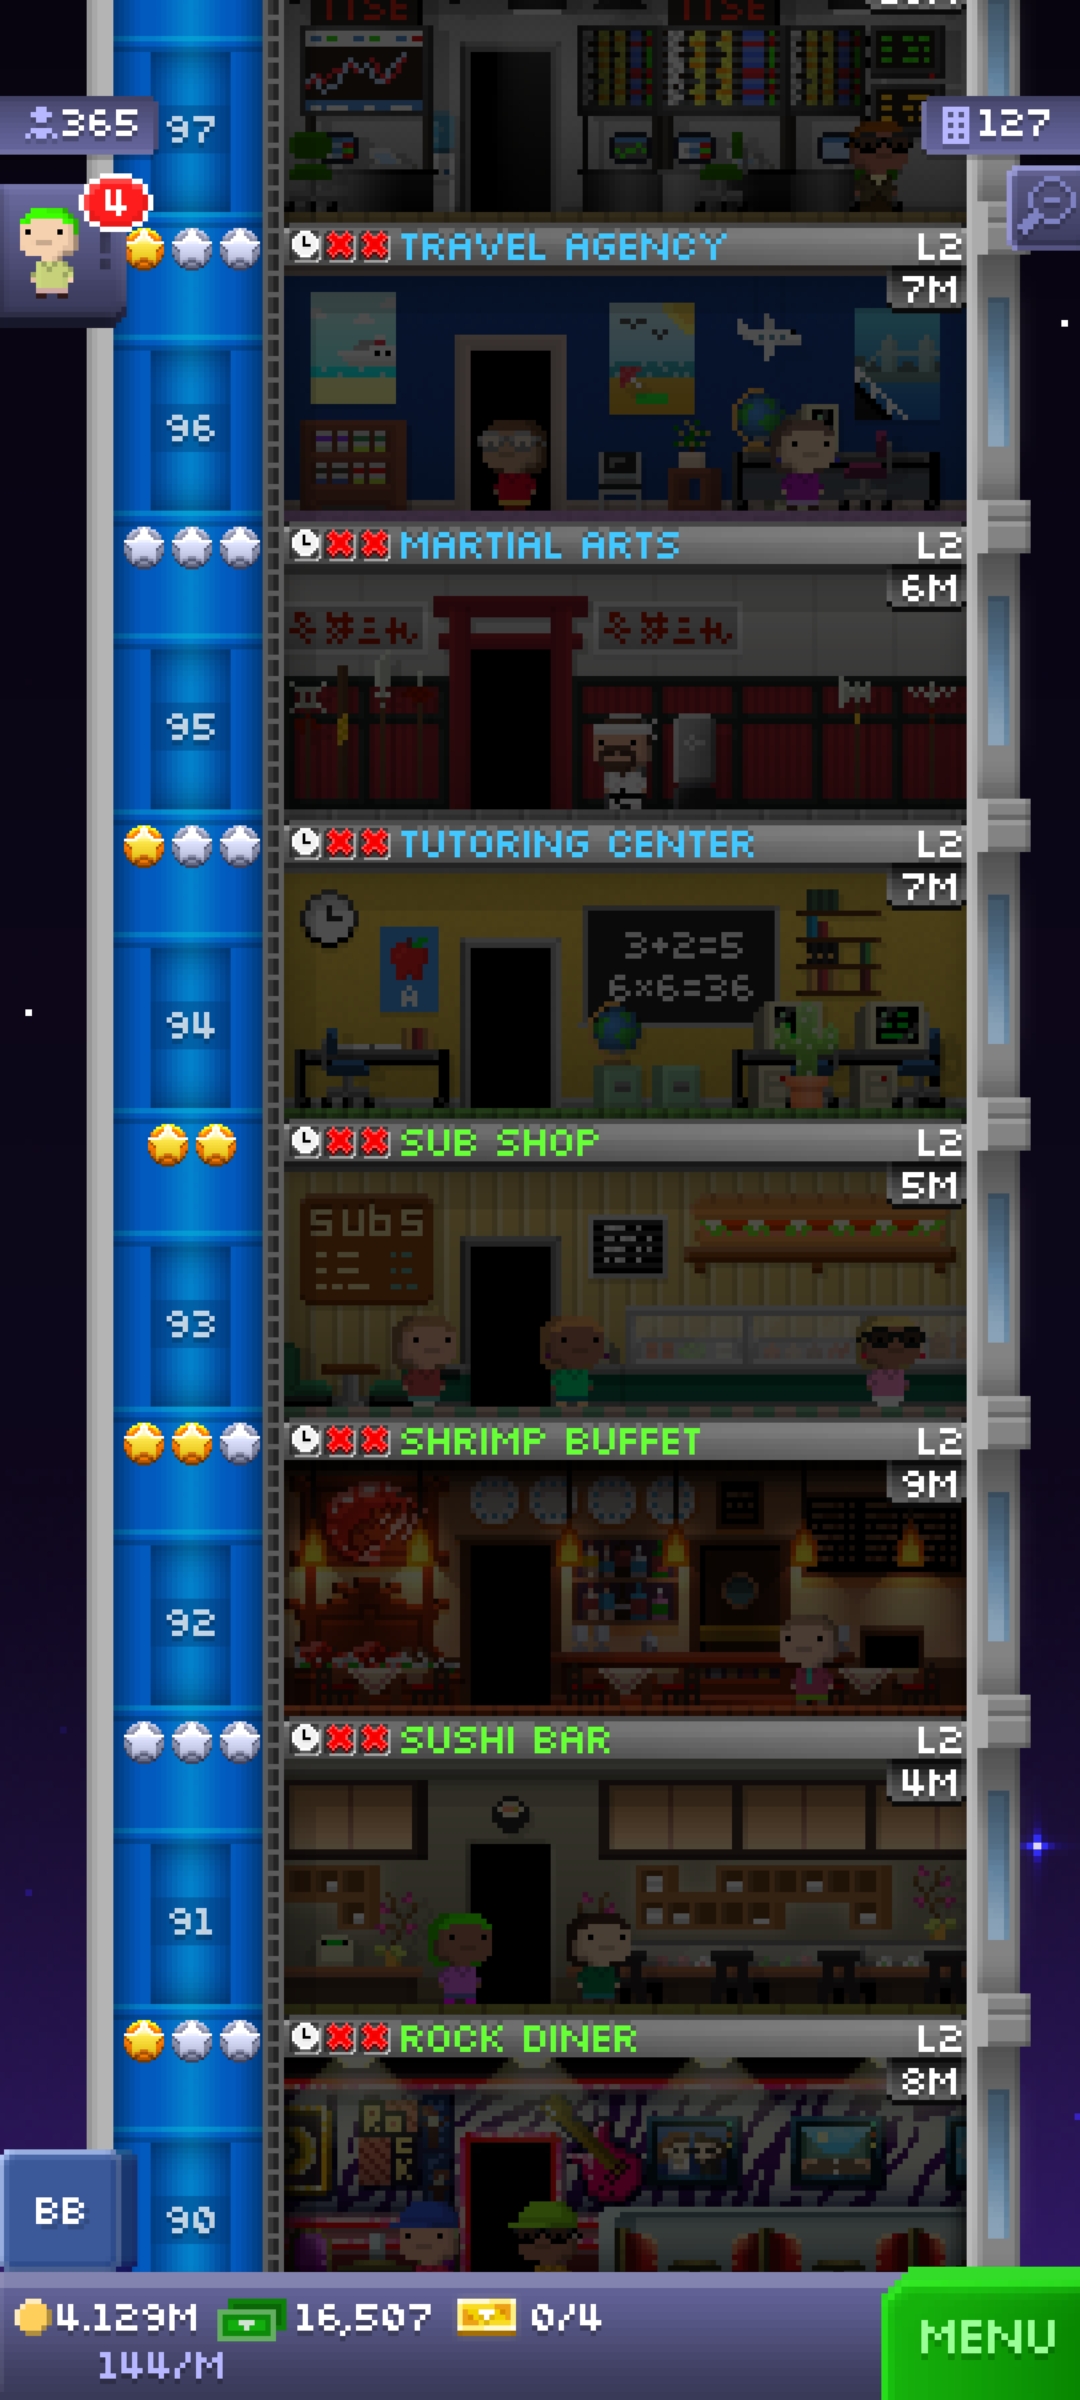 97
365
127
4
TRAVEL AGENCY L2
7M
96
MARTIAL ARTS L2
6M
95
TUTORING CENTER L2
7M
3+2=5
A
6x6=36
94
SUB SHOP L2
5M
SUBS
93
SHRIMP BUFFET L2
9M
92
SUSHI BAR L2
4M
91
ROCK DINER L2
8M
ROCK
BB
90
4.129M 16,507 0/4
MENU
144/M